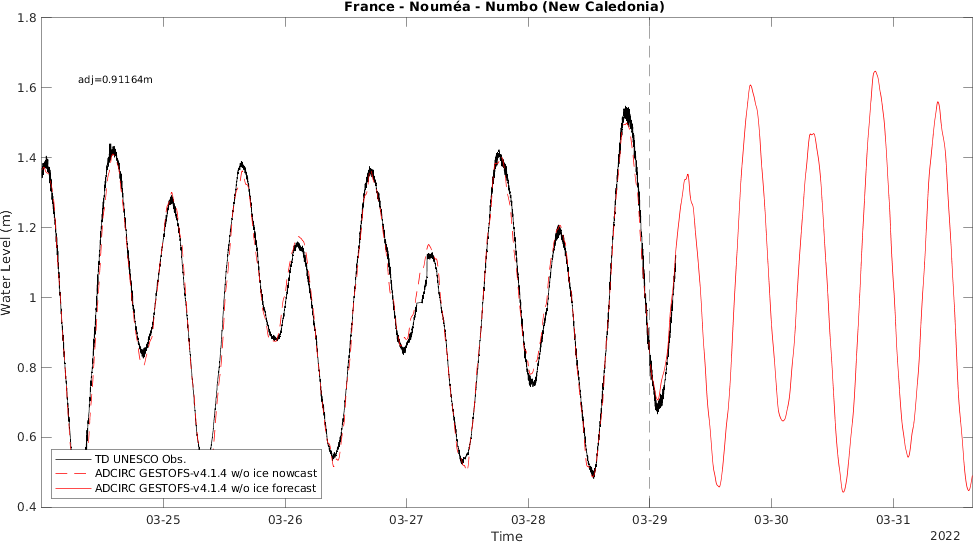 France - Nouméa - Numbo (New Caledonia)
1.8
1.6
1.4
1.2
1
0.8
0.6
0.4
Water Level (m)
adj=0.91164m
TD UNESCO Obs.
ADCIRC GESTOFS-v4.1.4 w/o ice nowcast
ADCIRC GESTOFS-v4.1.4 w/o ice forecast
03-25 03-26 03-27 03-28 03-29 03-30 03-31
Time
2022